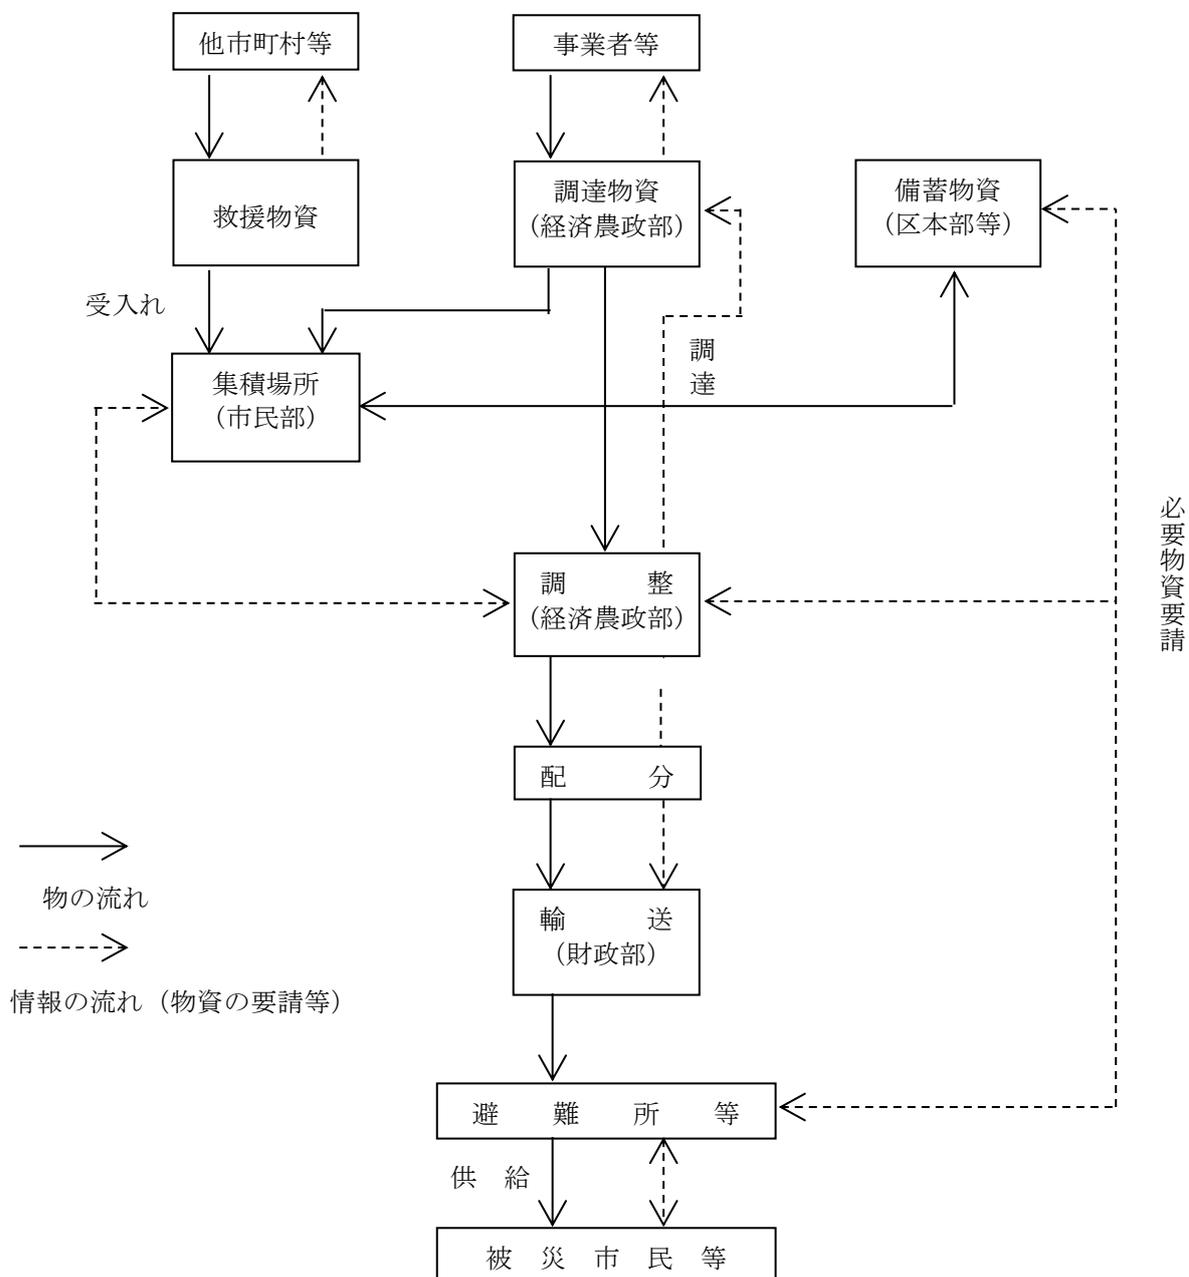 他市町村等
事業者等
救援物資
調達物資
（経済農政部）
備蓄物資
（区本部等）
受入れ
集積場所
（市民部）
調達
必要物資要請
調　　　整
（経済農政部）
配　　　分
輸　　　送
（財政部）
物の流れ
情報の流れ（物資の要請等）
避　難　所　等
供　給
被　災　市　民　等